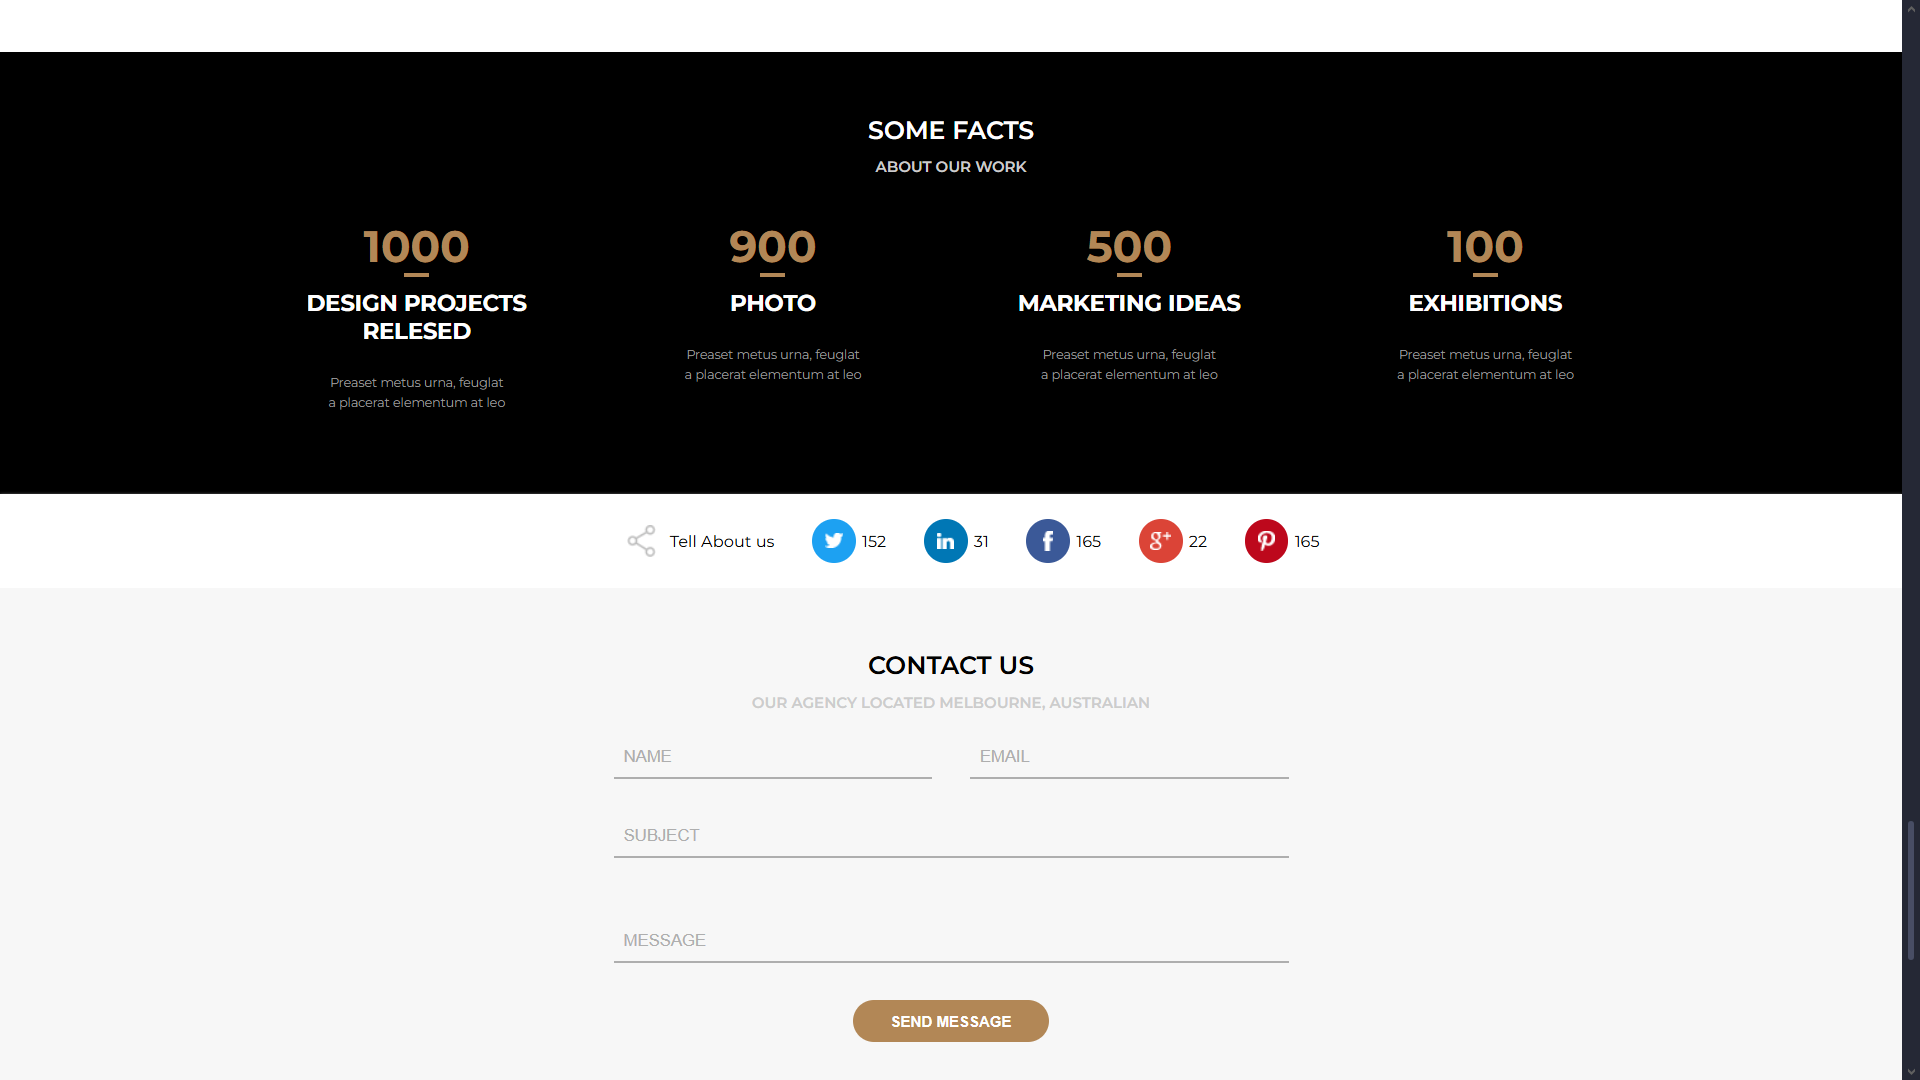 SOME FACTS
ABOUT OUR WORK
1000
DESIGN PROJECTS
RELESED
Preaset metus urna, feuglat
a placerat elementum at leo
900
PHOTO
Preaset metus urna, feuglat
a placerat elementum at leo
500
MARKETING IDEAS
Preaset metus urna, feuglat
a placerat elementum at leo
100
EXHIBITIONS
Preaset metus urna, feuglat
a placerat elementum at leo
Tell About us 152 31 165 22 165
CONTACT US
OUR AGENCY LOCATED MELBOURNE, AUSTRALIAN
NAME EMAIL
SUBJECT
MESSAGE
SEND MESSAGE